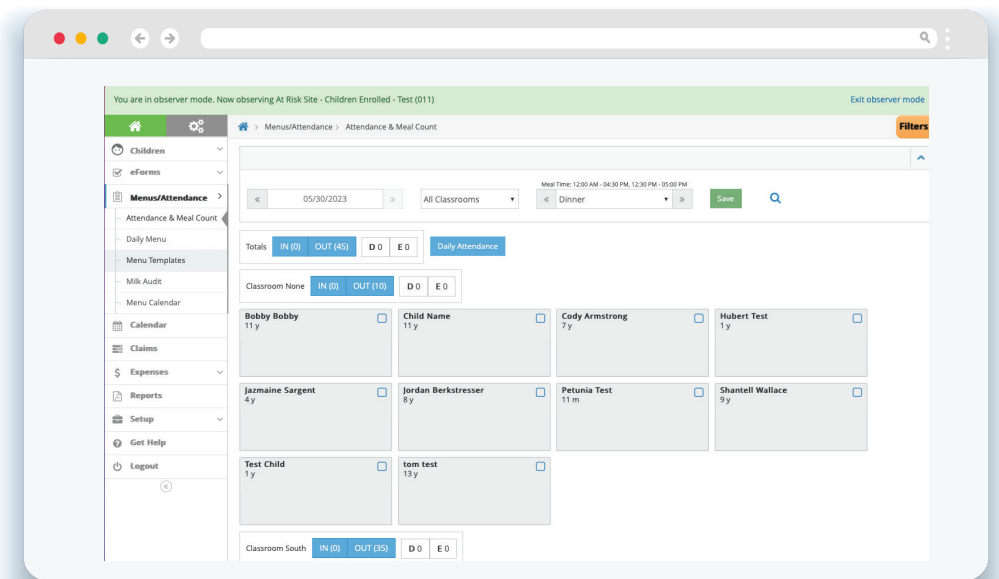 You are in observer mode. Now observing At Risk Site - Children Enrolled - Test (011) Exit observer mode
> Menus/Attendance > Attendance & Meal Count
Filters
Children
eForms
Menus/Attendance
Attendance & Meal Count
Daily Menu
Menu Templates
Milk Audit
Menu Calendar
Calendar
Claims
$ Expenses
Reports
Setup
Get Help
Logout
Meal Time: 12:00 AM - 04:30 PM, 12:30 PM - 05:00 PM
« 05/30/2023 » All Classrooms « Dinner » Save
Totals IN (0) OUT (45) D 0 E 0 Daily Attendance
Classroom None IN (0) OUT (10) D 0 E 0
Bobby Bobby
11 y
Child Name
11 y
Cody Armstrong
7 y
Hubert Test
1 y
Jazmaine Sargent
4 y
Jordan Berkstresser
8 y
Petunia Test
11 m
Shantell Wallace
9 y
Test Child
1 y
tom test
13 y
Classroom South IN (0) OUT (35) D 0 E 0